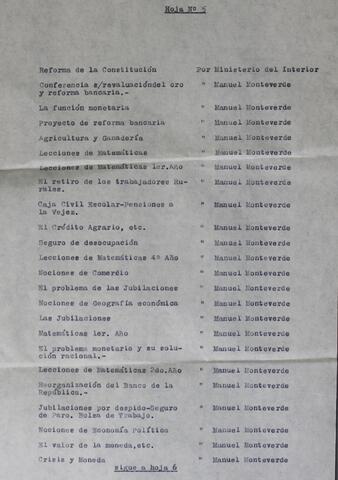 Hoja Nº 5
Reforma de la Constitución Por Ministerio del Interior
Conferencia s/revaluacióndel oro " Manuel Monteverde
y reforma bancaria.-
La función monetaria " Manuel Monteverde
Proyecto de reforma bancaria " Manuel Monteverde
Agricultura y Ganadería " Manuel Monteverde
Lecciones de Matemáticas " Manuel Monteverde
Lecciones de Matemáticas 1er.Año " Manuel Monteverde
El retiro de los trabajadores Ru- " Manuel Monteverde
rales.
Caja Civil Escolar-Pensiones a " Manuel Monteverde
la Vejez.
El Crédito Agrario, etc. " Manuel Monteverde
Seguro de desocupación " Manuel Monteverde
Lecciones de Matemáticas 4º Año " Manuel Monteverde
Nociones de Comercio " Manuel Monteverde
El problema de las Jubilaciones " Manuel Monteverde
Nociones de Geografía económica " Manuel Monteverde
Las Jubilaciones " Manuel Monteverde
Matemáticas 1er. Año " Manuel Monteverde
El problema monetario y su solu- " Manuel Monteverde
ción racional.-
Lecciones de Matemáticas 2do.Año " Manuel Monteverde
Reorganización del Banco de la " Manuel Monteverde
República.-
Jubilaciones por despido-Seguro " Manuel Monteverde
de Paro. Bolsa de Trabajo.
Nociones de Economía Política " Manuel Monteverde
El valor de la moneda,etc. " Manuel Monteverde
Crisis y Moneda " Manuel Monteverde
sigue a hoja 6